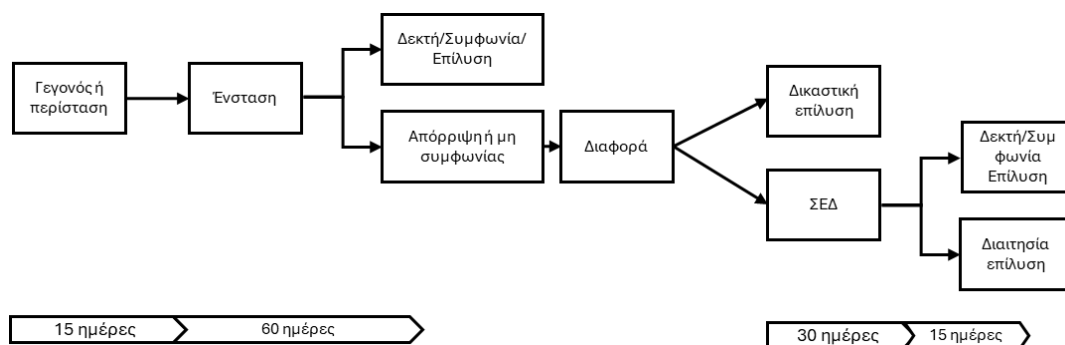 Γεγονός ή
περίσταση
Ένσταση
Δεκτή/Συμφωνία/
Επίλυση
Απόρριψη ή μη
συμφωνίας
Διαφορά
Δικαστική
επίλυση
ΣΕΔ
Δεκτή/Συμ
φωνία
Επίλυση
Διαιτησία
επίλυση
15 ημέρες
60 ημέρες
30 ημέρες
15 ημέρες